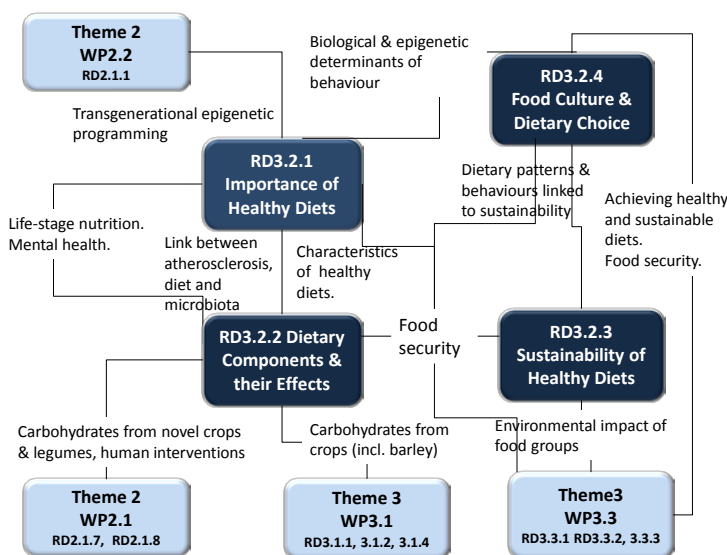 Theme 2
WP2.2
RD2.1.1
Biological & epigenetic
determinants of
behaviour
RD3.2.4
Food Culture &
Dietary Choice
Transgenerational epigenetic
programming
RD3.2.1
Importance of
Healthy Diets
Dietary patterns &
behaviours linked
to sustainability
Achieving healthy
and sustainable
diets.
Food security.
Life-stage nutrition.
Mental health.
Link between
atherosclerosis,
diet and
microbiota
Characteristics
of healthy
diets.
RD3.2.2 Dietary
Components &
their Effects
Food
security
RD3.2.3
Sustainability of
Healthy Diets
Carbohydrates from novel crops
& legumes, human interventions
Carbohydrates from
crops (incl. barley)
Environmental impact of
food groups
Theme 2
WP2.1
RD2.1.7, RD2.1.8
Theme 3
WP3.1
RD3.1.1, 3.1.2, 3.1.4
Theme3
WP3.3
RD3.3.1 RD3.3.2, 3.3.3